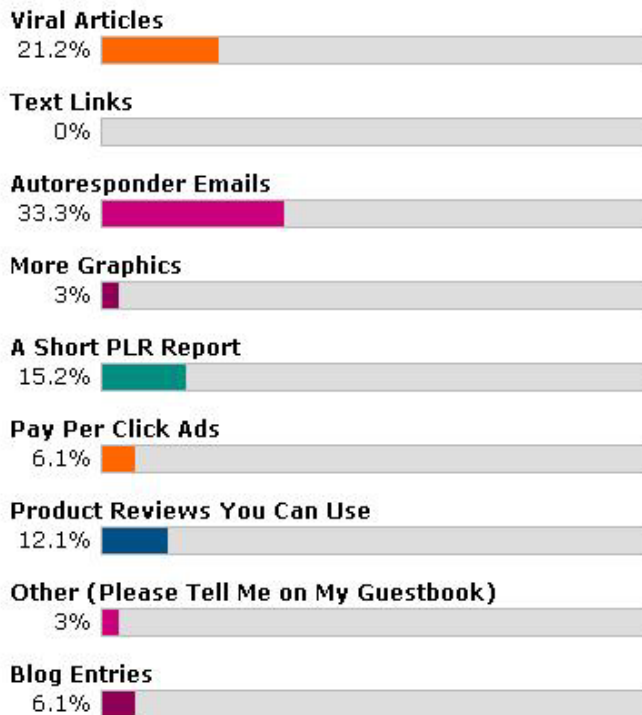 Viral Articles
21.2%
Text Links
0%
Autoresponder Emails
33.3%
More Graphics
3%
A Short PLR Report
15.2%
Pay Per Click Ads
6.1%
Product Reviews You Can Use
12.1%
Other (Please Tell Me on My Guestbook)
3%
Blog Entries
6.1%